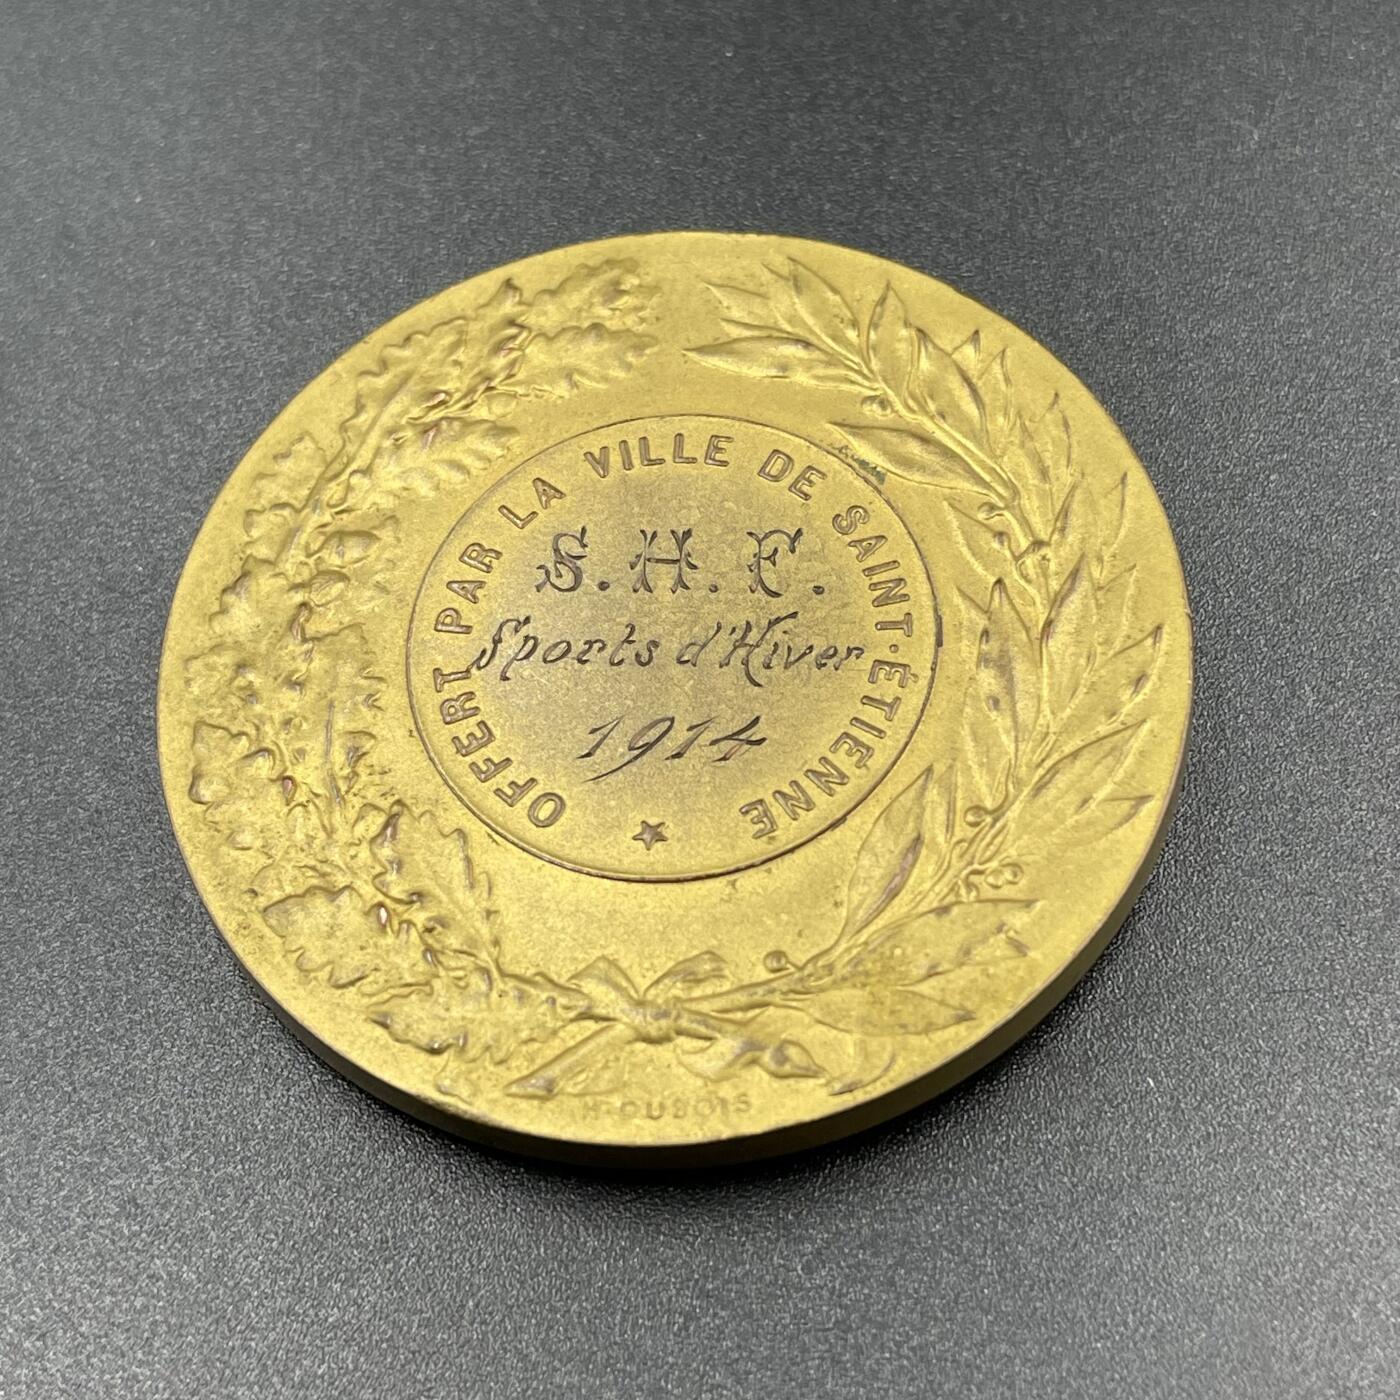 OFFERT PAR LA VILLE DE SAINT-ÉTIENNE
S. H. F.
Sports d'Hiver
1914
H. DUBOIS